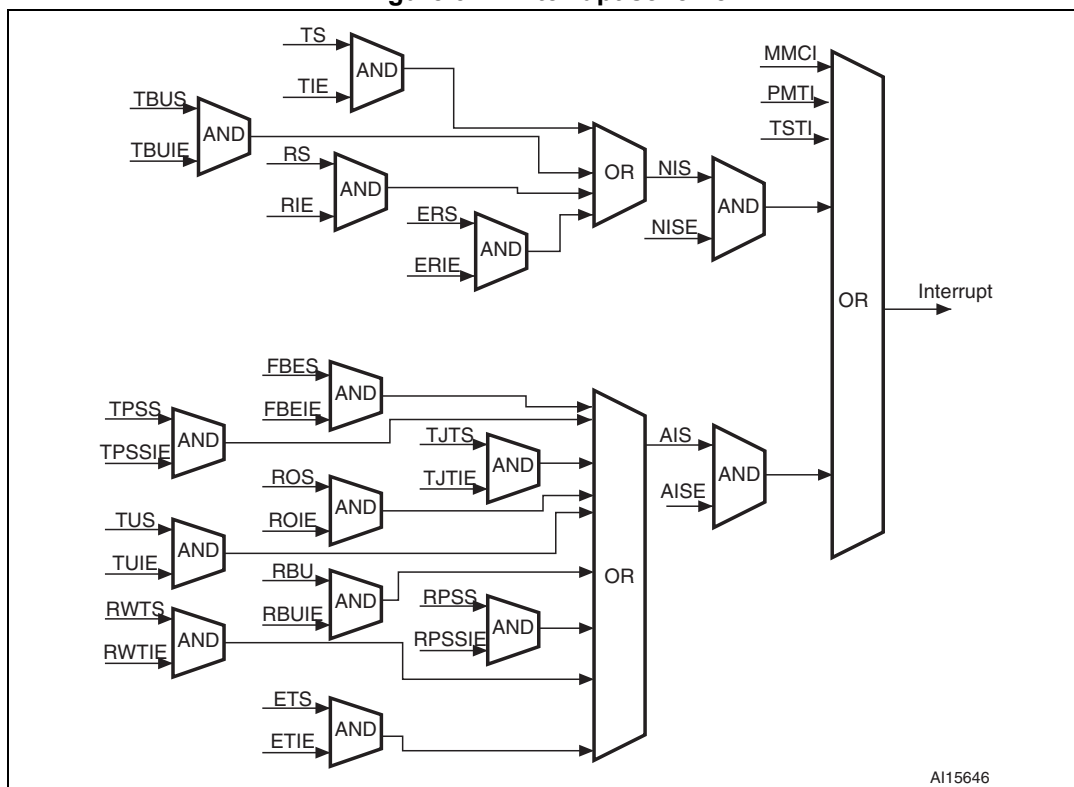 TS
TIE
AND
TBUS
TBUIE
AND
RS
RIE
AND
ERS
ERIE
AND
OR
NIS
NISE
AND
MMCI
PMTI
TSTI
OR
Interrupt
FBES
FBEIE
AND
TPSS
TPSSIE
AND
TJTS
TJTIE
AND
ROS
ROIE
AND
TUS
TUIE
AND
RBU
RBUIE
AND
RPSS
RPSSIE
AND
RWTS
RWTIE
AND
ETS
ETIE
AND
OR
AIS
AISE
AND
AI15646